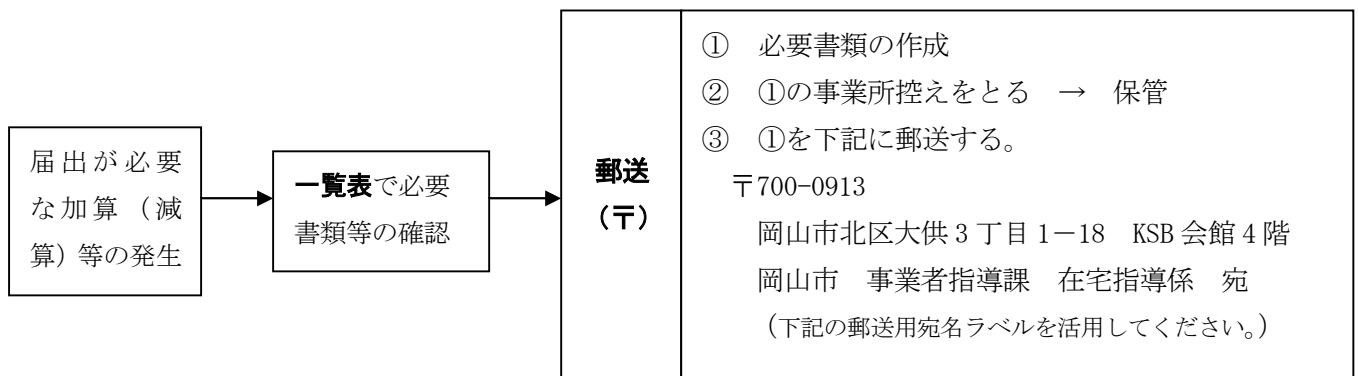 届出が必要
な加算（減
算）等の発生
一覧表で必要
書類等の確認
郵送
（〒）
①　必要書類の作成
②　①の事業所控えをとる　→　保管
③　①を下記に郵送する。
〒700-0913
岡山市北区大供３丁目１－18　KSB会館４階
岡山市　事業者指導課　在宅指導係　宛
（下記の郵送用宛名ラベルを活用してください。）